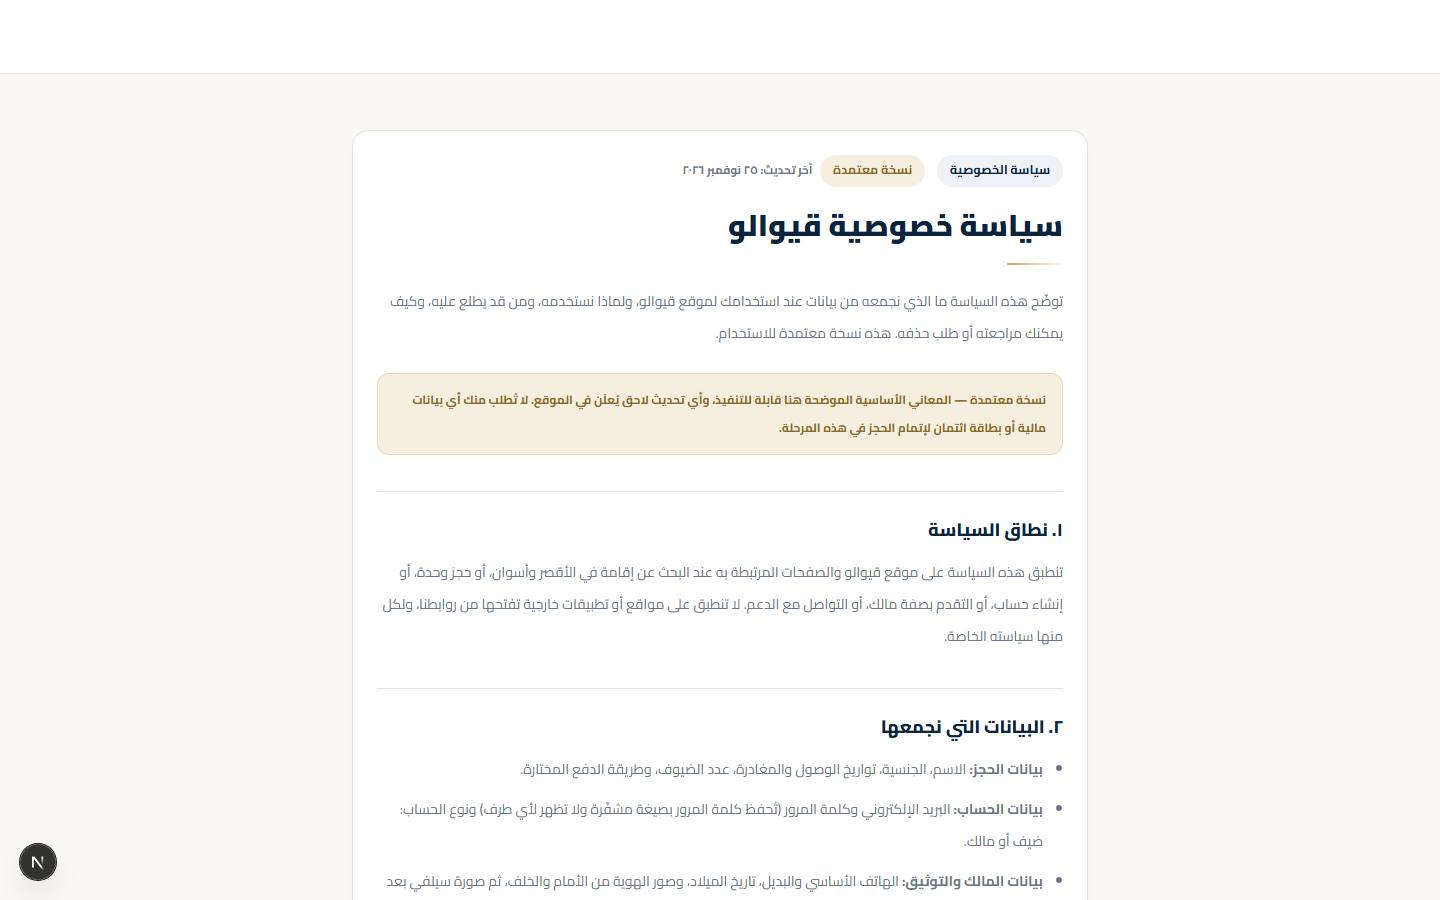 سياسة الخصوصية
نسخة معتمدة
آخر تحديث: ٢٥ نوفمبر ٢٠٢٦
سياسة خصوصية قيوالو
توضّح هذه السياسة ما الذي نجمعه من بيانات عند استخدامك لموقع قيوالو، ولماذا نستخدمه، ومن قد يطلع عليه، وكيف
يمكنك مراجعته أو طلب حذفه. هذه نسخة معتمدة للاستخدام.
نسخة معتمدة — المعاني الأساسية الموضحة هنا قابلة للتنفيذ، وأي تحديث لاحق يُعلَن في الموقع. لا تُطلب منك أي بيانات
مالية أو بطاقة ائتمان لإتمام الحجز في هذه المرحلة.
١. نطاق السياسة
تنطبق هذه السياسة على موقع قيوالو والصفحات المرتبطة به عند البحث عن إقامة في الأقصر وأسوان، أو حجز وحدة، أو
إنشاء حساب، أو التقدم بصفة مالك، أو التواصل مع الدعم. لا تنطبق على مواقع أو تطبيقات خارجية تفتحها من روابطنا، ولكل
منها سياسته الخاصة.
٢. البيانات التي نجمعها
بيانات الحجز: الاسم، الجنسية، تواريخ الوصول والمغادرة، عدد الضيوف، وطريقة الدفع المختارة.
بيانات الحساب: البريد الإلكتروني وكلمة المرور (تُحفظ كلمة المرور بصيغة مشفّرة ولا تظهر لأي طرف) ونوع الحساب:
ضيف أو مالك.
بيانات المالك والتوثيق: الهاتف الأساسي والبديل، تاريخ الميلاد، وصور الهوية من الأمام والخلف، ثم صورة سيلفي بعد
N